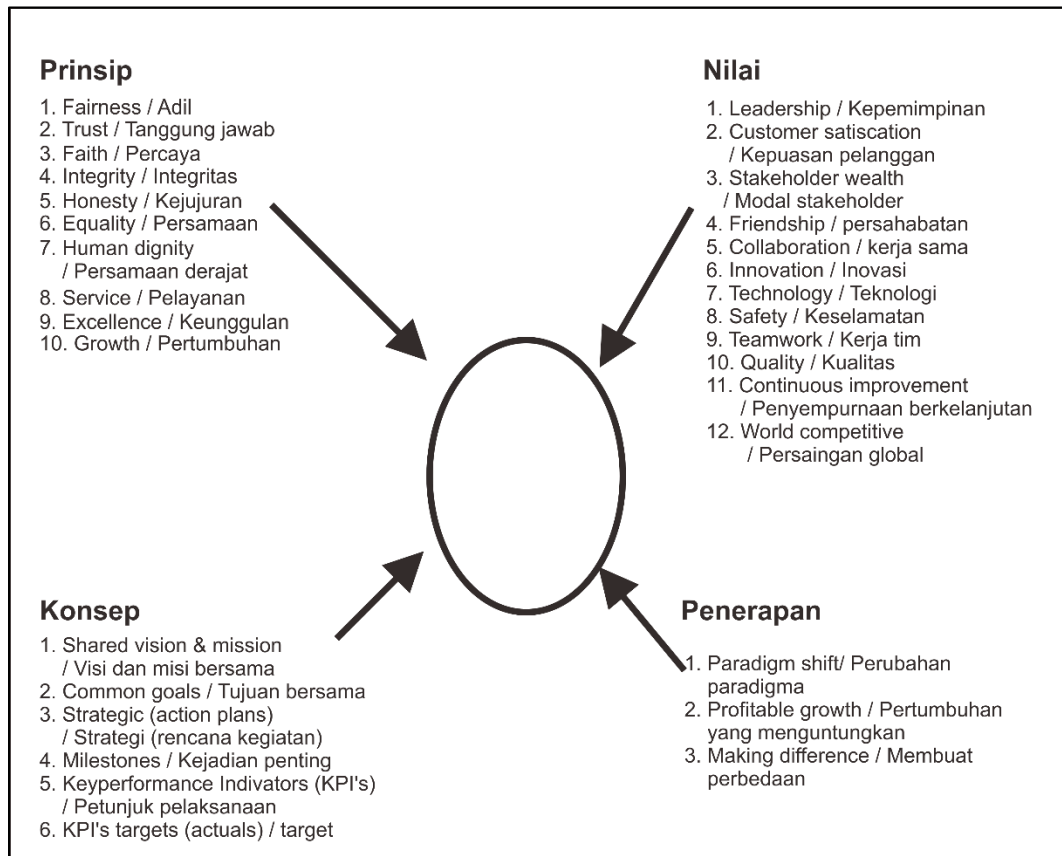 Prinsip
1. Fairness / Adil
2. Trust / Tanggung jawab
3. Faith / Percaya
4. Integrity / Integritas
5. Honesty / Kejujuran
6. Equality / Persamaan
7. Human dignity
/ Persamaan derajat
8. Service / Pelayanan
9. Excellence / Keunggulan
10. Growth / Pertumbuhan
Nilai
1. Leadership / Kepemimpinan
2. Customer satiscation
/ Kepuasan pelanggan
3. Stakeholder wealth
/ Modal stakeholder
4. Friendship / persahabatan
5. Collaboration / kerja sama
6. Innovation / Inovasi
7. Technology / Teknologi
8. Safety / Keselamatan
9. Teamwork / Kerja tim
10. Quality / Kualitas
11. Continuous improvement
/ Penyempurnaan berkelanjutan
12. World competitive
/ Persaingan global
Konsep
1. Shared vision & mission
/ Visi dan misi bersama
2. Common goals / Tujuan bersama
3. Strategic (action plans)
/ Strategi (rencana kegiatan)
4. Milestones / Kejadian penting
5. Keyperformance Indivators (KPI's)
/ Petunjuk pelaksanaan
6. KPI's targets (actuals) / target
Penerapan
1. Paradigm shift/ Perubahan
paradigma
2. Profitable growth / Pertumbuhan
yang menguntungkan
3. Making difference / Membuat
perbedaan